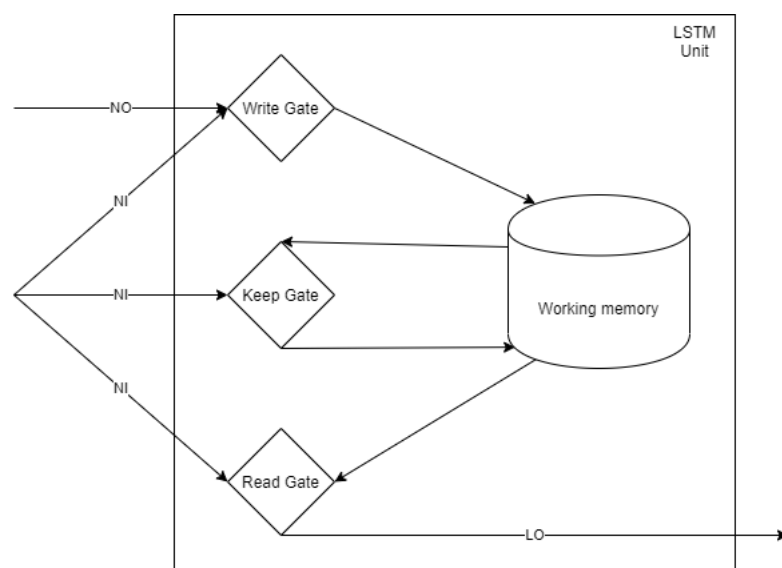 LSTM
Unit
NO
Write Gate
NI
NI
Keep Gate
Working memory
NI
Read Gate
LO